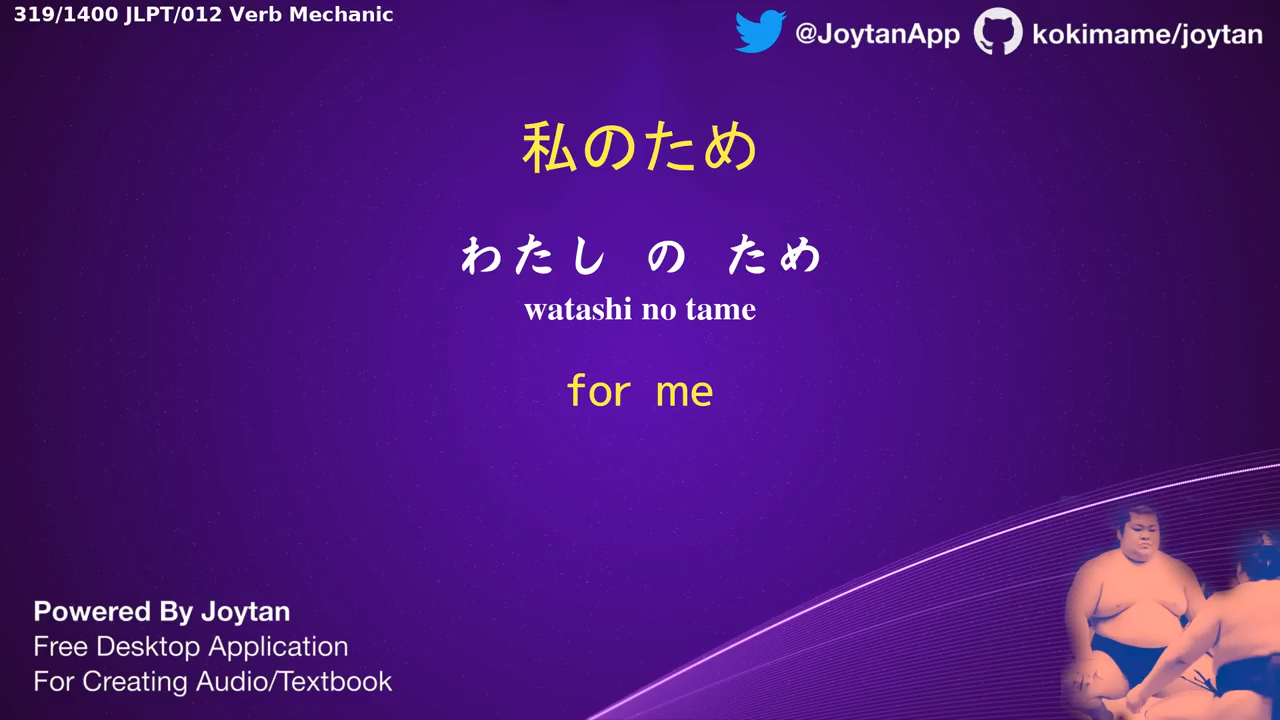 319/1400 JLPT/012 Verb Mechanic
@JoytanApp kokimame/joytan
私のため
わたし の ため
watashi no tame
for me
Powered By Joytan
Free Desktop Application
For Creating Audio/Textbook